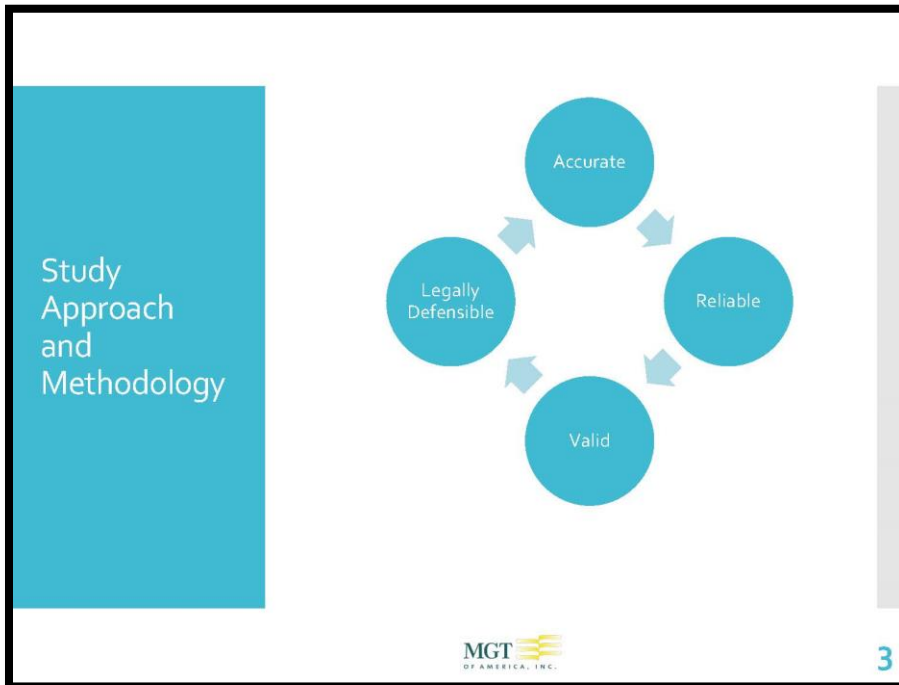 Study
Approach
and
Methodology
Accurate
Reliable
Valid
Legally
Defensible
MGT
OF AMERICA, INC.
3